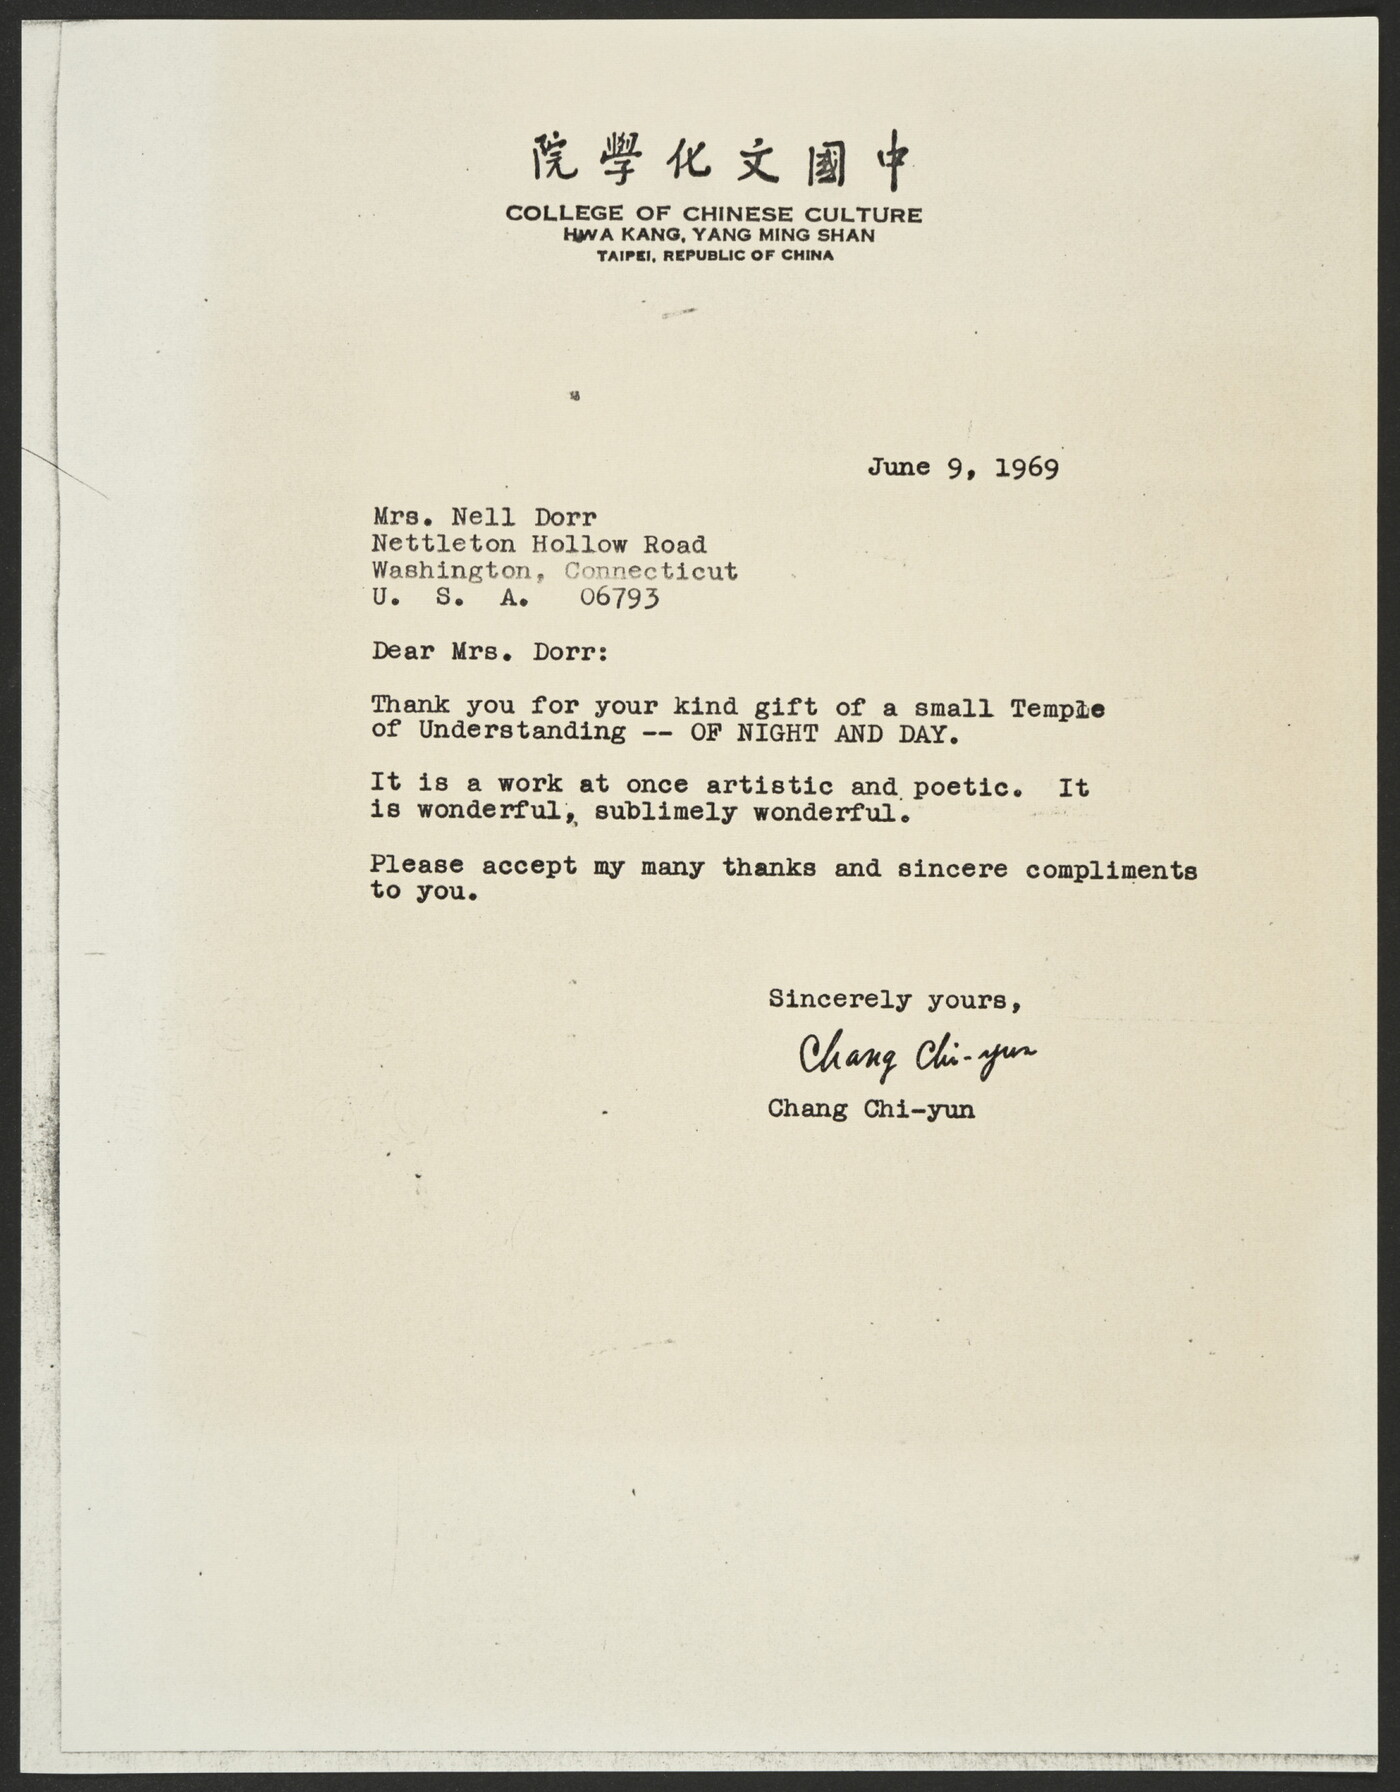 中國文化學院
COLLEGE OF CHINESE CULTURE
HWA KANG, YANG MING SHAN
TAIPEI, REPUBLIC OF CHINA
June 9, 1969
Mrs. Nell Dorr
Nettleton Hollow Road
Washington, Connecticut
U. S. A. 06793
Dear Mrs. Dorr:
Thank you for your kind gift of a small Temple
of Understanding -- OF NIGHT AND DAY.
It is a work at once artistic and poetic. It
is wonderful, sublimely wonderful.
Please accept my many thanks and sincere compliments
to you.
Sincerely yours,
Chang Chi-yun
Chang Chi-yun